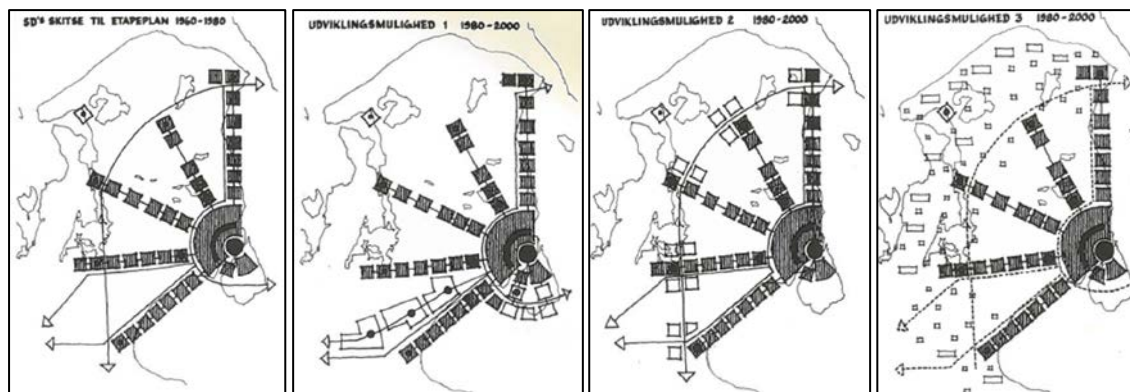 SD's SKITSE TIL ETAPEPLAN 1960-1980
UDVIKLINGSMULIGHED 1 1980-2000
UDVIKLINGSMULIGHED 2 1980-2000
UDVIKLINGSMULIGHED 3 1980-2000